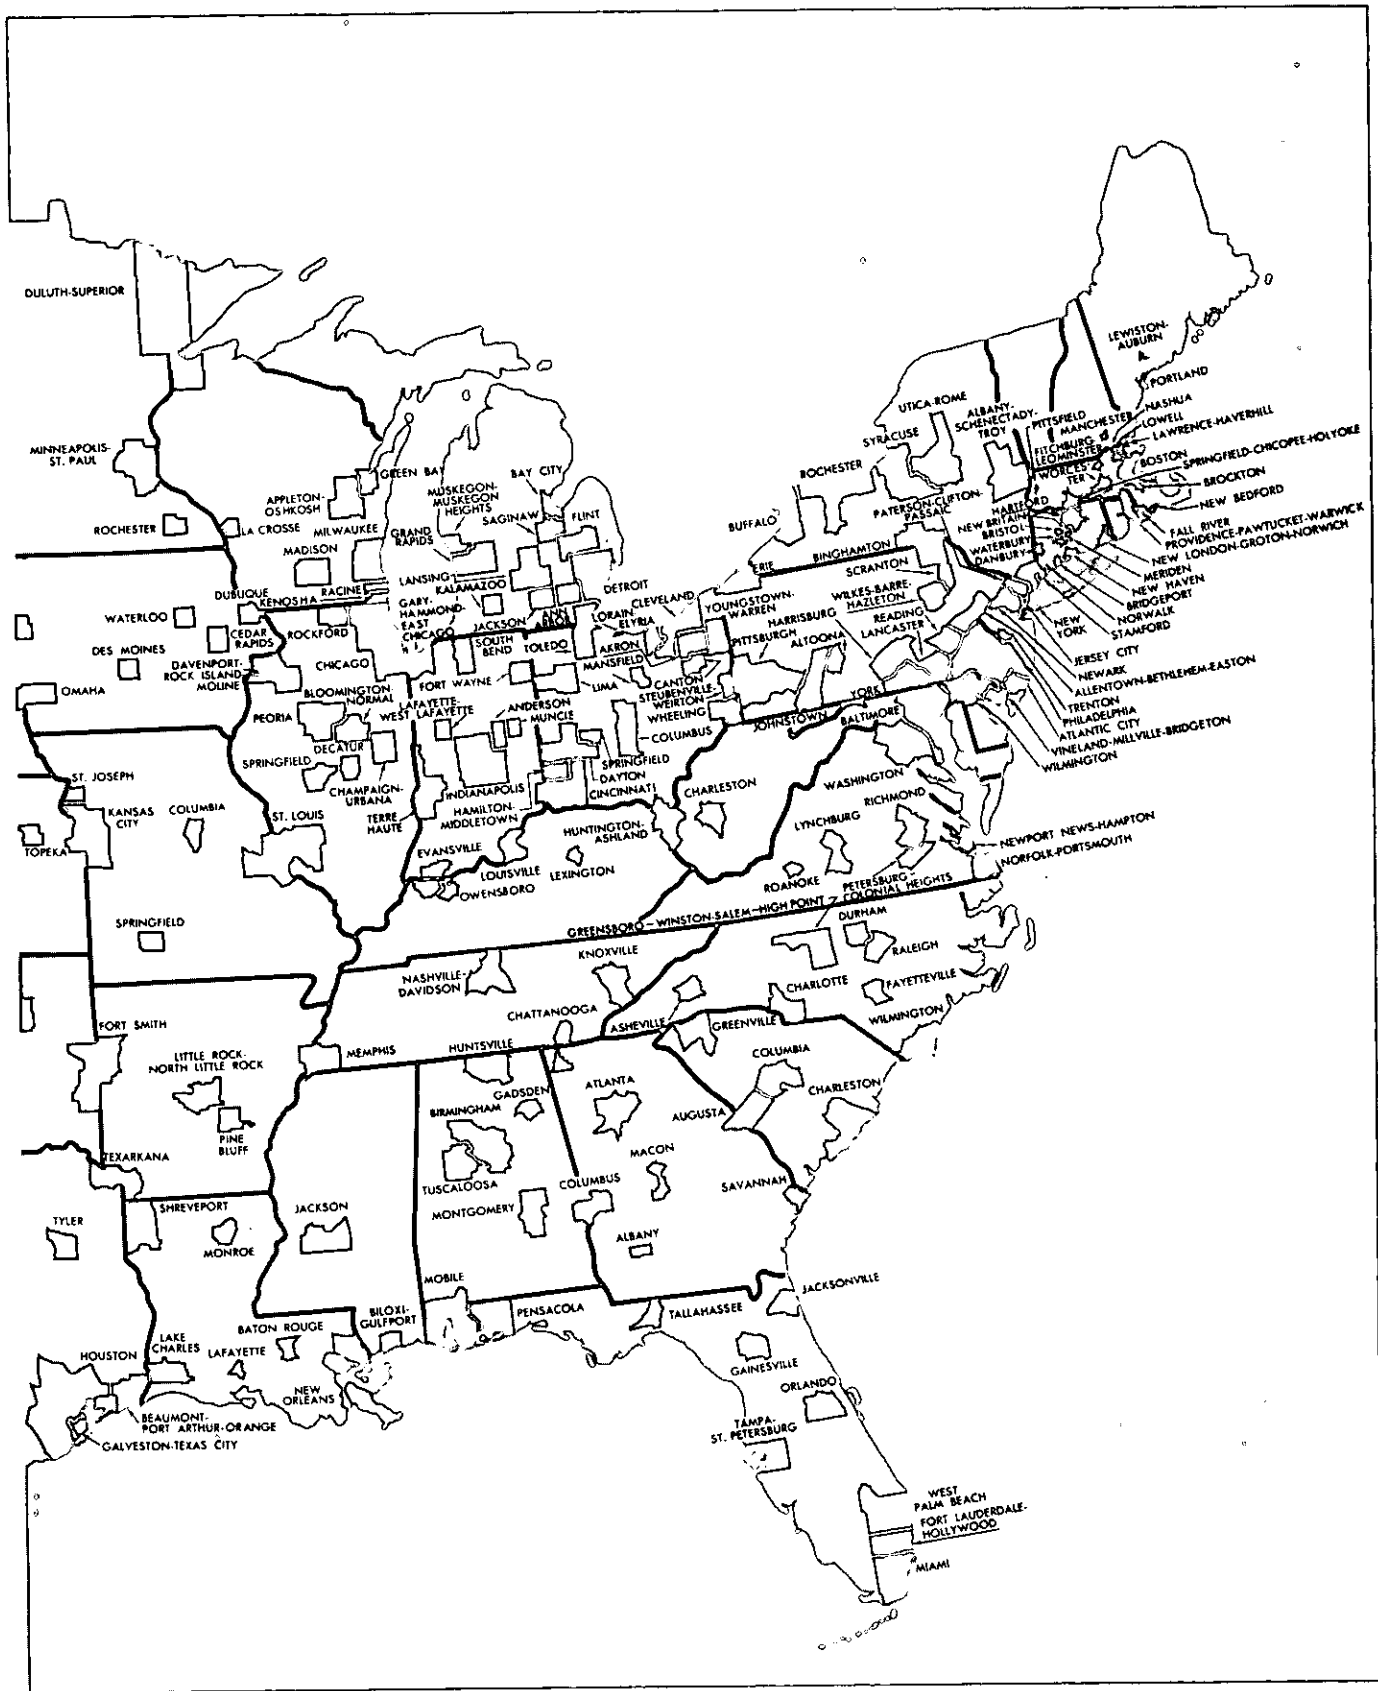 DULUTH-SUPERIOR
LEWISTON-
AUBURN
PORTLAND
UTICA-ROME
ALBANY-
SCHENECTADY-
TROY
PITTSFIELD
MANCHESTER
NASHUA
LOWELL
LAWRENCE-HAVERHILL
FITCHBURG
LEOMINSTER
SYRACUSE
BOSTON
SPRINGFIELD-CHICOPEE-HOLYOKE
WORCES-
TER
BROCKTON
NEW BEDFORD
ROCHESTER
FALL RIVER
PROVIDENCE-PAWTUCKET-WARWICK
NEW LONDON-GROTON-NORWICH
MERIDEN
NEW HAVEN
BRIDGEPORT
NORWALK
STAMFORD
PATERSON-CLIFTON-
PASSAIC
HARTFORD
NEW BRITAIN
BRISTOL
WATERBURY
DANBURY
NEW
YORK
JERSEY CITY
NEWARK
ALLENTOWN-BETHLEHEM-EASTON
TRENTON
PHILADELPHIA
ATLANTIC CITY
VINELAND-MILLVILLE-BRIDGETON
WILMINGTON
BUFFALO
ERIE
BINGHAMTON
SCRANTON
WILKES-BARRE-
HAZLETON
READING
LANCASTER
HARRISBURG
YORK
ALTOONA
JOHNSTOWN
PITTSBURGH
YOUNGSTOWN-
WARREN
MINNEAPOLIS-
ST. PAUL
ROCHESTER
LA CROSSE
GREEN BAY
APPLETON-
OSHKOSH
MILWAUKEE
MADISON
RACINE
KENOSHA
MUSKEGON-
MUSKEGON
HEIGHTS
GRAND
RAPIDS
BAY CITY
SAGINAW
FLINT
LANSING
KALAMAZOO
DETROIT
JACKSON
ANN
ARBOR
GARY-
HAMMOND-
EAST
CHICAGO
SOUTH
BEND
TOLEDO
CLEVELAND
LORAIN
ELYRIA
AKRON
MANSFIELD
CANTON
STEUBENVILLE-
WEIRTON
WHEELING
LIMA
FORT WAYNE
COLUMBUS
SPRINGFIELD
DAYTON
CINCINNATI
HAMILTON-
MIDDLETOWN
ANDERSON
MUNCIE
LAFAYETTE-
WEST LAFAYETTE
INDIANAPOLIS
TERRE
HAUTE
DUBUQUE
WATERLOO
CEDAR
RAPIDS
DES MOINES
DAVENPORT-
ROCK ISLAND-
MOLINE
OMAHA
ROCKFORD
CHICAGO
BLOOMINGTON-
NORMAL
PEORIA
DECATUR
SPRINGFIELD
CHAMPAIGN-
URBANA
ST. JOSEPH
KANSAS
CITY
COLUMBIA
ST. LOUIS
TOPEKA
SPRINGFIELD
EVANSVILLE
OWENSBORO
LOUISVILLE
LEXINGTON
HUNTINGTON-
ASHLAND
CHARLESTON
BALTIMORE
WASHINGTON
RICHMOND
LYNCHBURG
ROANOKE
PETERSBURG-
COLONIAL HEIGHTS
NEWPORT NEWS-HAMPTON
NORFOLK-PORTSMOUTH
GREENSBORO-WINSTON-SALEM-HIGH POINT
DURHAM
RALEIGH
FAYETTEVILLE
CHARLOTTE
WILMINGTON
ASHEVILLE
KNOXVILLE
NASHVILLE-
DAVIDSON
CHATTANOOGA
MEMPHIS
GREENVILLE
COLUMBIA
CHARLESTON
AUGUSTA
FORT SMITH
LITTLE ROCK-
NORTH LITTLE ROCK
PINE
BLUFF
TEXARKANA
HUNTSVILLE
GADSDEN
BIRMINGHAM
TUSCALOOSA
MONTGOMERY
MOBILE
ATLANTA
MACON
COLUMBUS
ALBANY
SAVANNAH
SHREVEPORT
MONROE
TYLER
JACKSON
BILOXI-
GULFPORT
PENSACOLA
TALLAHASSEE
JACKSONVILLE
GAINESVILLE
ORLANDO
TAMPA-
ST. PETERSBURG
WEST
PALM BEACH
FORT LAUDERDALE-
HOLLYWOOD
MIAMI
HOUSTON
LAKE
CHARLES
LAFAYETTE
BATON ROUGE
NEW
ORLEANS
BEAUMONT-
PORT ARTHUR-ORANGE
GALVESTON-TEXAS CITY